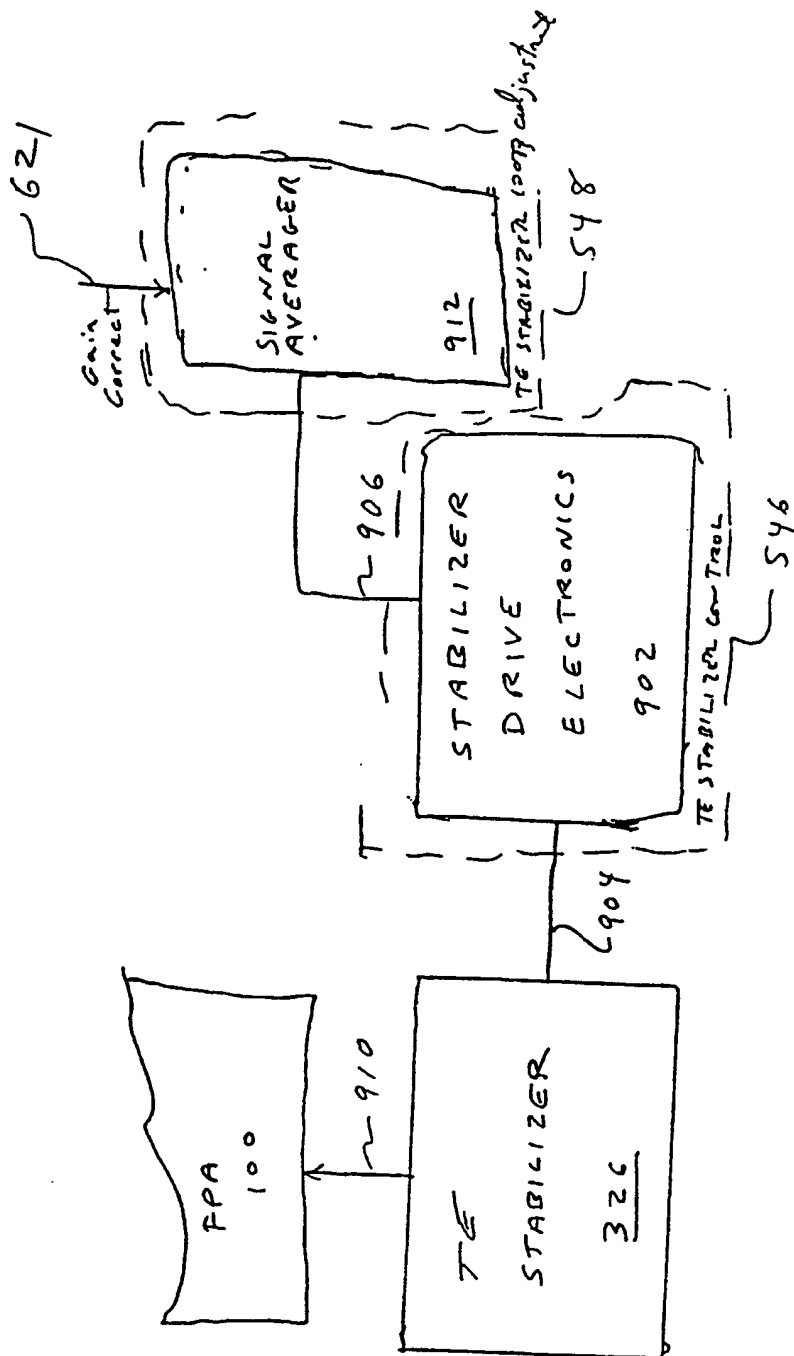 621
Gain
Correct
SIGNAL
AVERAGER
912
TE STABILIZER LOOP adjustment
548
906
STABILIZER
DRIVE
ELECTRONICS
902
TE STABILIZER CONTROL
546
904
FPA
100
910
TE
STABILIZER
326